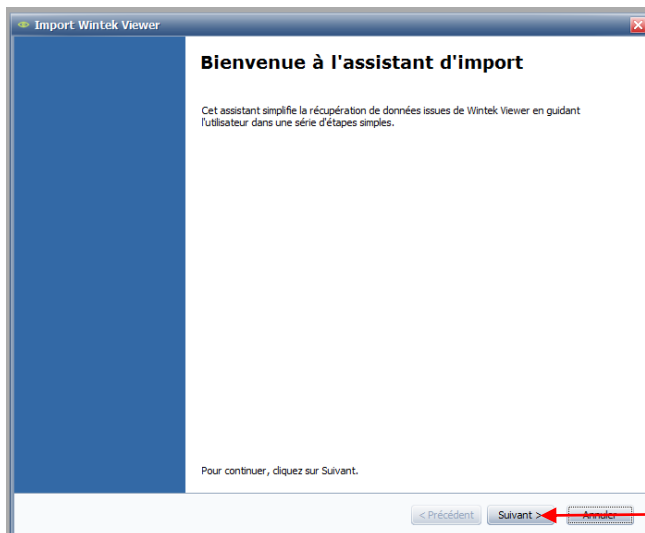 Import Wintek Viewer
Bienvenue à l'assistant d'import
Cet assistant simplifie la récupération de données issues de Wintek Viewer en guidant
l'utilisateur dans une série d'étapes simples.
Pour continuer, cliquez sur Suivant.
< Précédent Suivant > Annuler